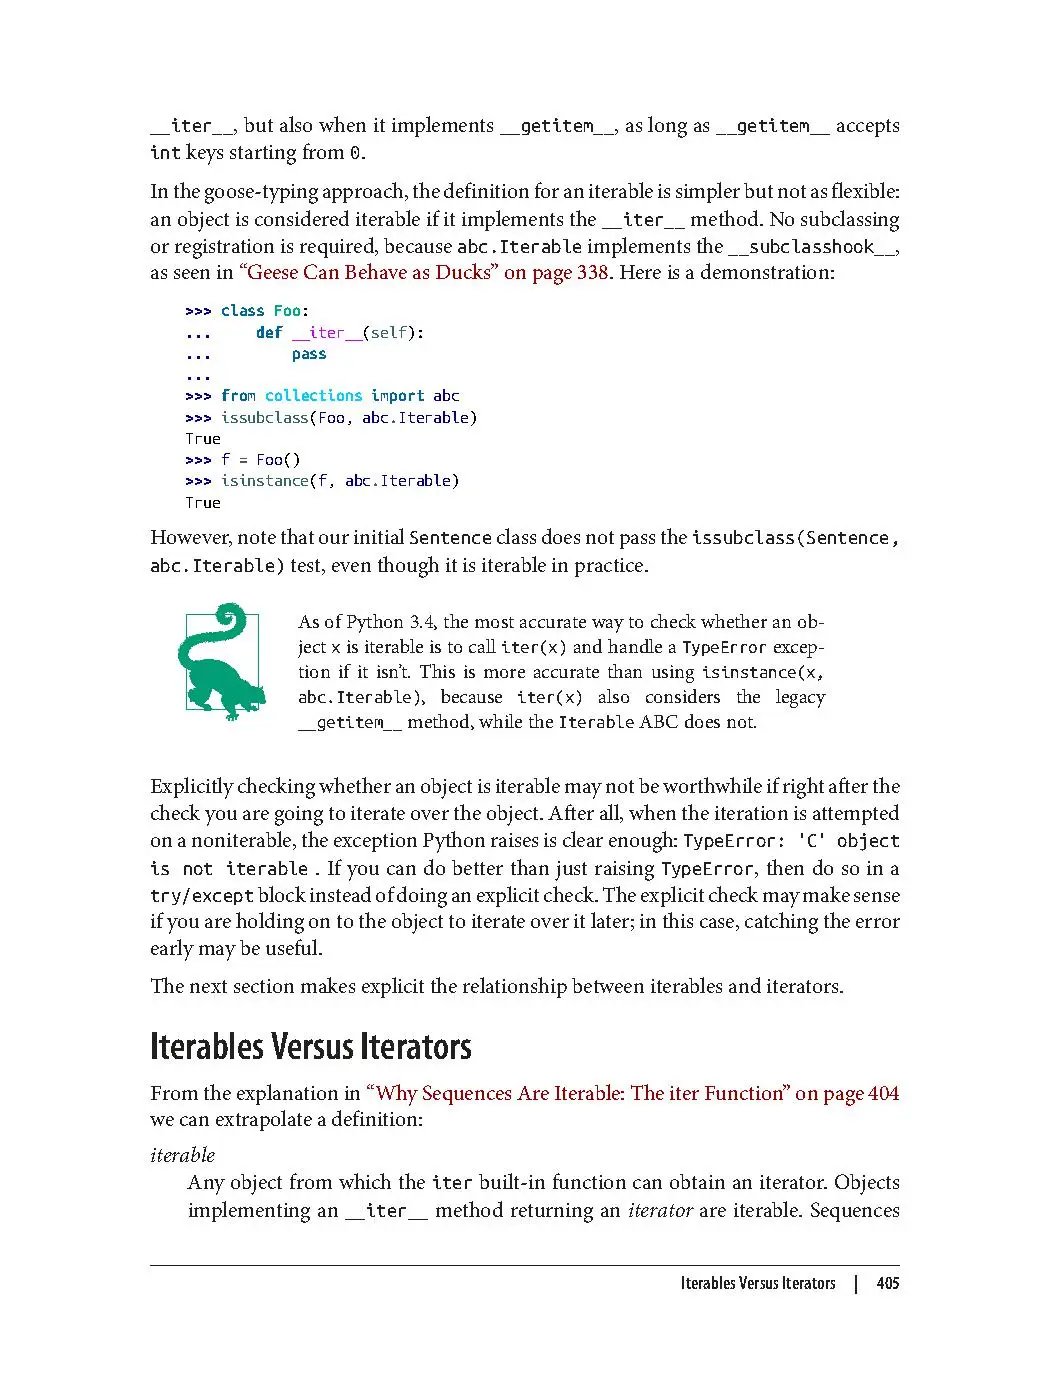 __iter__, but also when it implements __getitem__, as long as __getitem__ accepts
int keys starting from 0.
In the goose-typing approach, the definition for an iterable is simpler but not as flexible:
an object is considered iterable if it implements the __iter__ method. No subclassing
or registration is required, because abc.Iterable implements the __subclasshook__,
as seen in “Geese Can Behave as Ducks” on page 338. Here is a demonstration:
>>> class Foo:
...     def __iter__(self):
...         pass
...
>>> from collections import abc
>>> issubclass(Foo, abc.Iterable)
True
>>> f = Foo()
>>> isinstance(f, abc.Iterable)
True
However, note that our initial Sentence class does not pass the issubclass(Sentence,
abc.Iterable) test, even though it is iterable in practice.
As of Python 3.4, the most accurate way to check whether an ob-
ject x is iterable is to call iter(x) and handle a TypeError excep-
tion if it isn’t. This is more accurate than using isinstance(x,
abc.Iterable), because iter(x) also considers the legacy
__getitem__ method, while the Iterable ABC does not.
Explicitly checking whether an object is iterable may not be worthwhile if right after the
check you are going to iterate over the object. After all, when the iteration is attempted
on a noniterable, the exception Python raises is clear enough: TypeError: 'C' object
is not iterable . If you can do better than just raising TypeError, then do so in a
try/except block instead of doing an explicit check. The explicit check may make sense
if you are holding on to the object to iterate over it later; in this case, catching the error
early may be useful.
The next section makes explicit the relationship between iterables and iterators.
Iterables Versus Iterators
From the explanation in “Why Sequences Are Iterable: The iter Function” on page 404
we can extrapolate a definition:
iterable
Any object from which the iter built-in function can obtain an iterator. Objects
implementing an __iter__ method returning an iterator are iterable. Sequences
Iterables Versus Iterators | 405